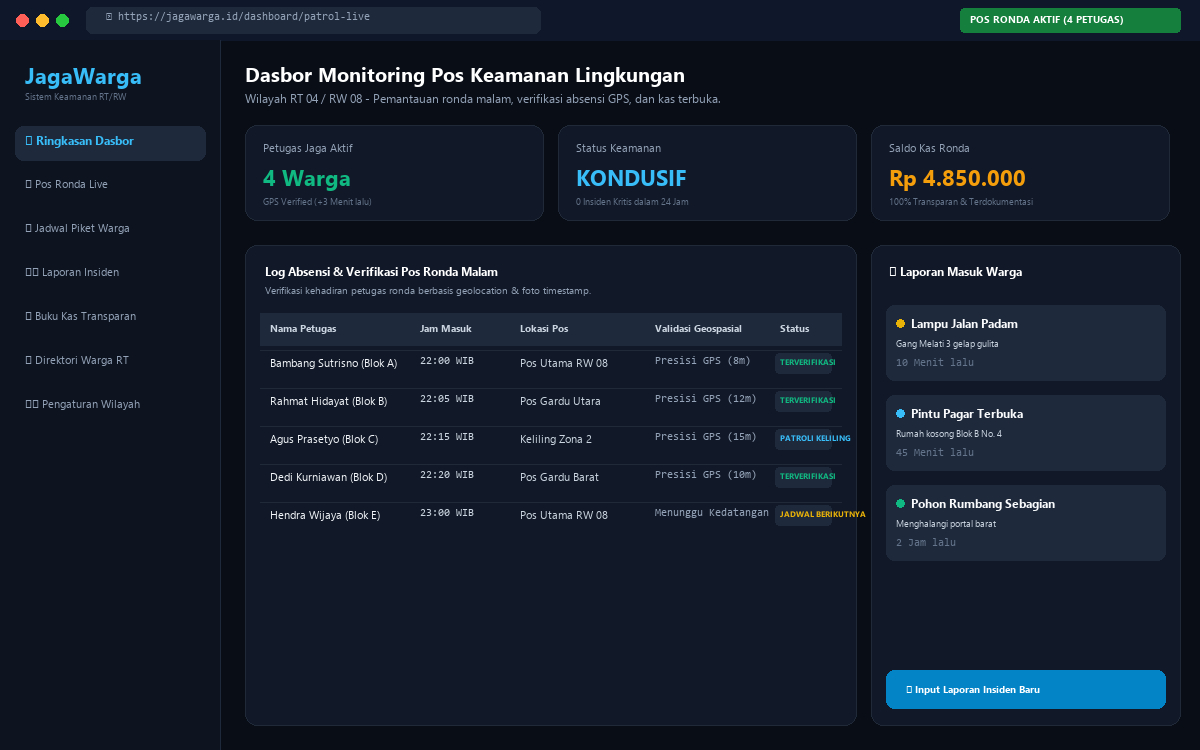 https://jagawarga.id/dashboard/patrol-live
POS RONDA AKTIF (4 PETUGAS)
JagaWarga
Sistem Keamanan RT/RW
Ringkasan Dasbor
Pos Ronda Live
Jadwal Piket Warga
Laporan Insiden
Buku Kas Transparan
Direktori Warga RT
Pengaturan Wilayah
Dasbor Monitoring Pos Keamanan Lingkungan
Wilayah RT 04 / RW 08 - Pemantauan ronda malam, verifikasi absensi GPS, dan kas terbuka.
Petugas Jaga Aktif
4 Warga
GPS Verified (+3 Menit lalu)
Status Keamanan
KONDUSIF
0 Insiden Kritis dalam 24 Jam
Saldo Kas Ronda
Rp 4.850.000
100% Transparan & Terdokumentasi
Log Absensi & Verifikasi Pos Ronda Malam
Verifikasi kehadiran petugas ronda berbasis geolocation & foto timestamp.
Nama Petugas Jam Masuk Lokasi Pos Validasi Geospasial Status
Bambang Sutrisno (Blok A) 22:00 WIB Pos Utama RW 08 Presisi GPS (8m) TERVERIFIKASI
Rahmat Hidayat (Blok B) 22:05 WIB Pos Gardu Utara Presisi GPS (12m) TERVERIFIKASI
Agus Prasetyo (Blok C) 22:15 WIB Keliling Zona 2 Presisi GPS (15m) PATROLI KELILING
Dedi Kurniawan (Blok D) 22:20 WIB Pos Gardu Barat Presisi GPS (10m) TERVERIFIKASI
Hendra Wijaya (Blok E) 23:00 WIB Pos Utama RW 08 Menunggu Kedatangan JADWAL BERIKUTNYA
Laporan Masuk Warga
Lampu Jalan Padam
Gang Melati 3 gelap gulita
10 Menit lalu
Pintu Pagar Terbuka
Rumah kosong Blok B No. 4
45 Menit lalu
Pohon Rumbang Sebagian
Menghalangi portal barat
2 Jam lalu
Input Laporan Insiden Baru